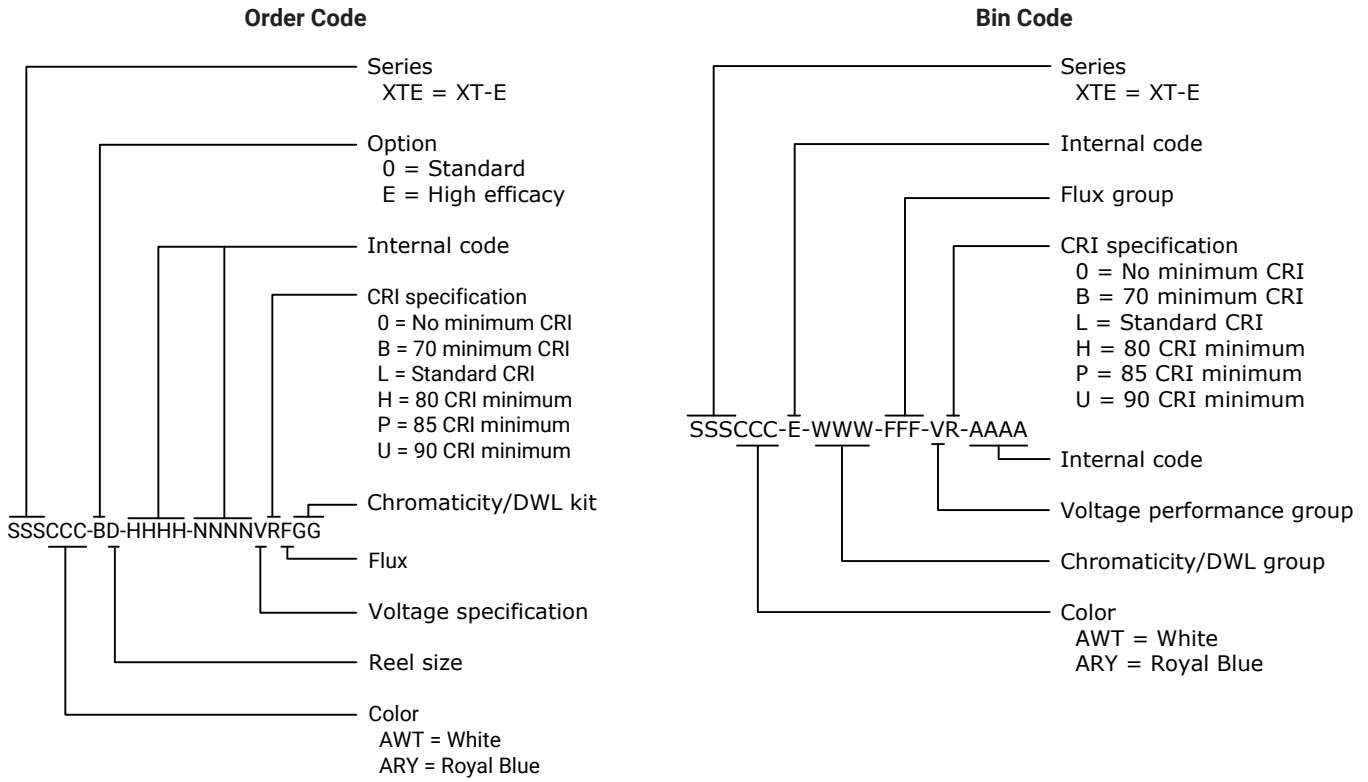 Order Code
Series
XTE = XT-E
Option
0 = Standard
E = High efficacy
Internal code
CRI specification
0 = No minimum CRI
B = 70 minimum CRI
L = Standard CRI
H = 80 CRI minimum
P = 85 CRI minimum
U = 90 CRI minimum
Chromaticity/DWL kit
SSSCCC-BD-HHHH-NNNNVRFGG
Flux
Voltage specification
Reel size
Color
AWT = White
ARY = Royal Blue
Bin Code
Series
XTE = XT-E
Internal code
Flux group
CRI specification
0 = No minimum CRI
B = 70 minimum CRI
L = Standard CRI
H = 80 CRI minimum
P = 85 CRI minimum
U = 90 CRI minimum
SSSCCC-E-WWW-FFF-VR-AAAA
Internal code
Voltage performance group
Chromaticity/DWL group
Color
AWT = White
ARY = Royal Blue